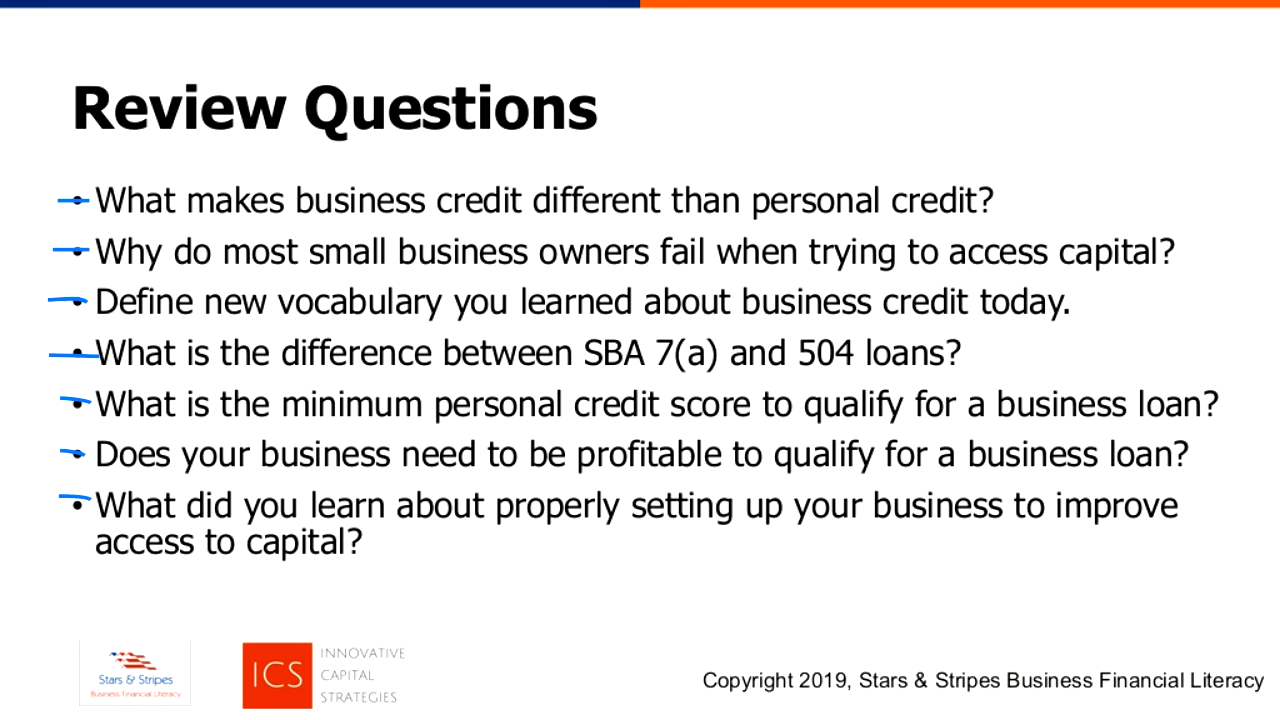 Review Questions
• What makes business credit different than personal credit?
• Why do most small business owners fail when trying to access capital?
• Define new vocabulary you learned about business credit today.
• What is the difference between SBA 7(a) and 504 loans?
• What is the minimum personal credit score to qualify for a business loan?
• Does your business need to be profitable to qualify for a business loan?
• What did you learn about properly setting up your business to improve
access to capital?
Stars & Stripes
Business Financial Literacy
ICS
INNOVATIVE
CAPITAL
STRATEGIES
Copyright 2019, Stars & Stripes Business Financial Literacy